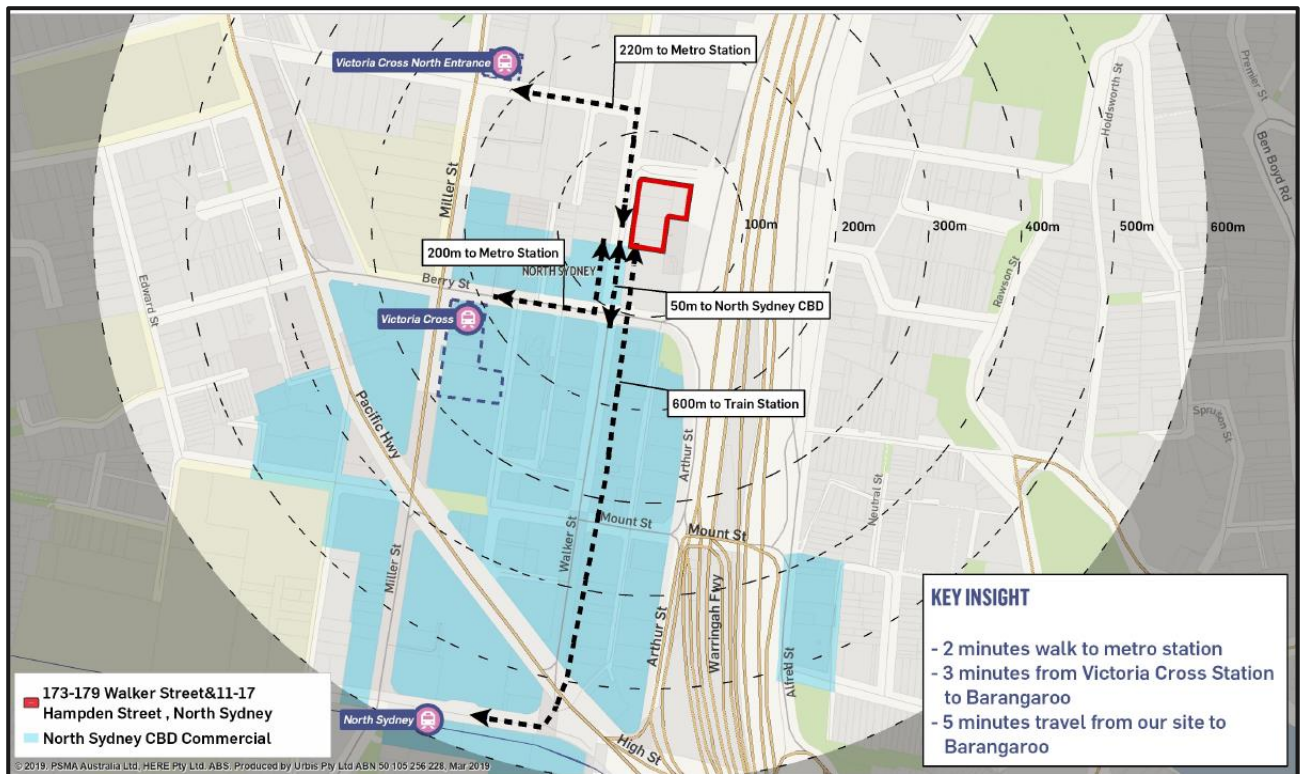 Victoria Cross North Entrance
220m to Metro Station
Holdsworth St
Premier St
Ben Boyd Rd
Miller St
100m
200m
300m
400m
500m
600m
200m to Metro Station
NORTH SYDNEY
Edward St
Berry St
50m to North Sydney CBD
Rawson St
Victoria Cross
600m to Train Station
Pacific Hwy
Arthur St
Spruson St
Neutral St
Mount St
Mount St
Walker St
Miller St
Arthur St
Warringah Fwy
Alfred St
KEY INSIGHT
- 2 minutes walk to metro station
- 3 minutes from Victoria Cross Station
to Barangaroo
- 5 minutes travel from our site to
Barangaroo
173-179 Walker Street&11-17
Hampden Street , North Sydney
North Sydney CBD Commercial
North Sydney
High St
© 2019. PSMA Australia Ltd, HERE Pty Ltd. ABS. Produced by Urbis Pty Ltd ABN 50 105 256 228, Mar 2019